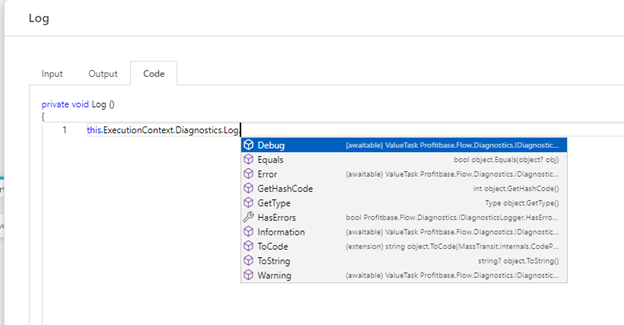 Log
Input Output Code
private void Log ()
{
1 this.ExecutionContext.Diagnostics.Log.
Debug (awaitable) ValueTask Profitbase.Flow.Diagnostics.IDiagnostic...
Equals bool object.Equals(object? obj)
Error (awaitable) ValueTask Profitbase.Flow.Diagnostics.IDiagnostic...
GetHashCode int object.GetHashCode()
GetType Type object.GetType()
HasErrors bool Profitbase.Flow.Diagnostics.IDiagnosticsLogger.HasErro...
Information (awaitable) ValueTask Profitbase.Flow.Diagnostics.IDiagnostic...
ToCode (extension) string object.ToCode(MassTransit.Internals.CodeP...
ToString string? object.ToString()
Warning (awaitable) ValueTask Profitbase.Flow.Diagnostics.IDiagnostic...